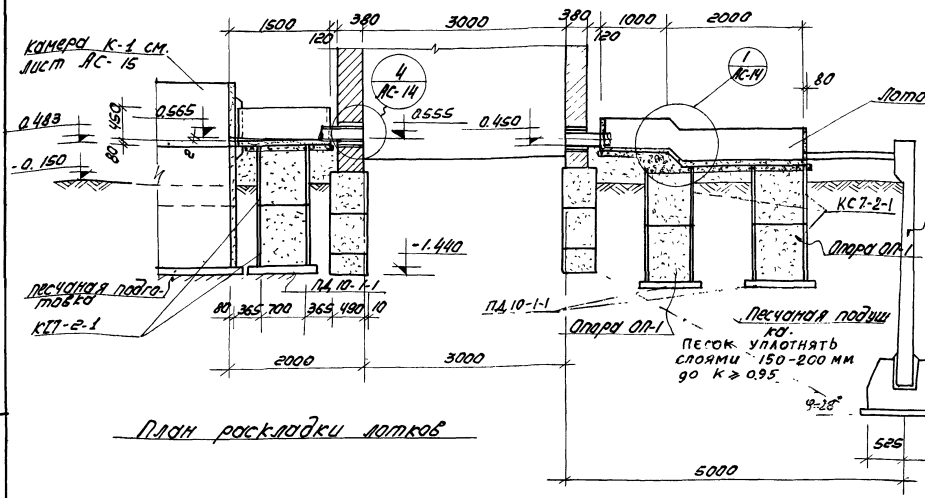 1500
380
3000
380
1000
2000
120
120
Камера К-1 см.
лист АС-15
4
АС-14
1
АС-14
80
Лото
0.483
450
0.565
0.555
0.450
80
-0.150
КС7-2-1
-1.440
Опора ОП-1
песчаная подго-
товка
ПД 10-1-1
КС7-2-1
80
365
700
365
490
10
ПД 10-1-1
Опора ОП-1
Песчаная подуш
ка.
Песок уплотнять
слоями 150-200 мм
до К ≥ 0.95
2000
3000
φ=28°
План раскладки лотков
525
5000